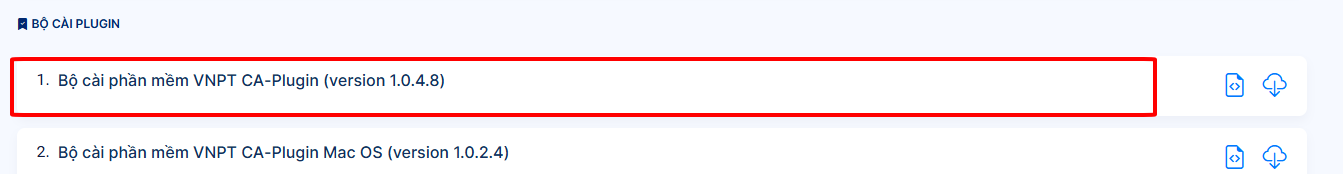 BỘ CÀI PLUGIN
1. Bộ cài phần mềm VNPT CA-Plugin (version 1.0.4.8)
2. Bộ cài phần mềm VNPT CA-Plugin Mac OS (version 1.0.2.4)